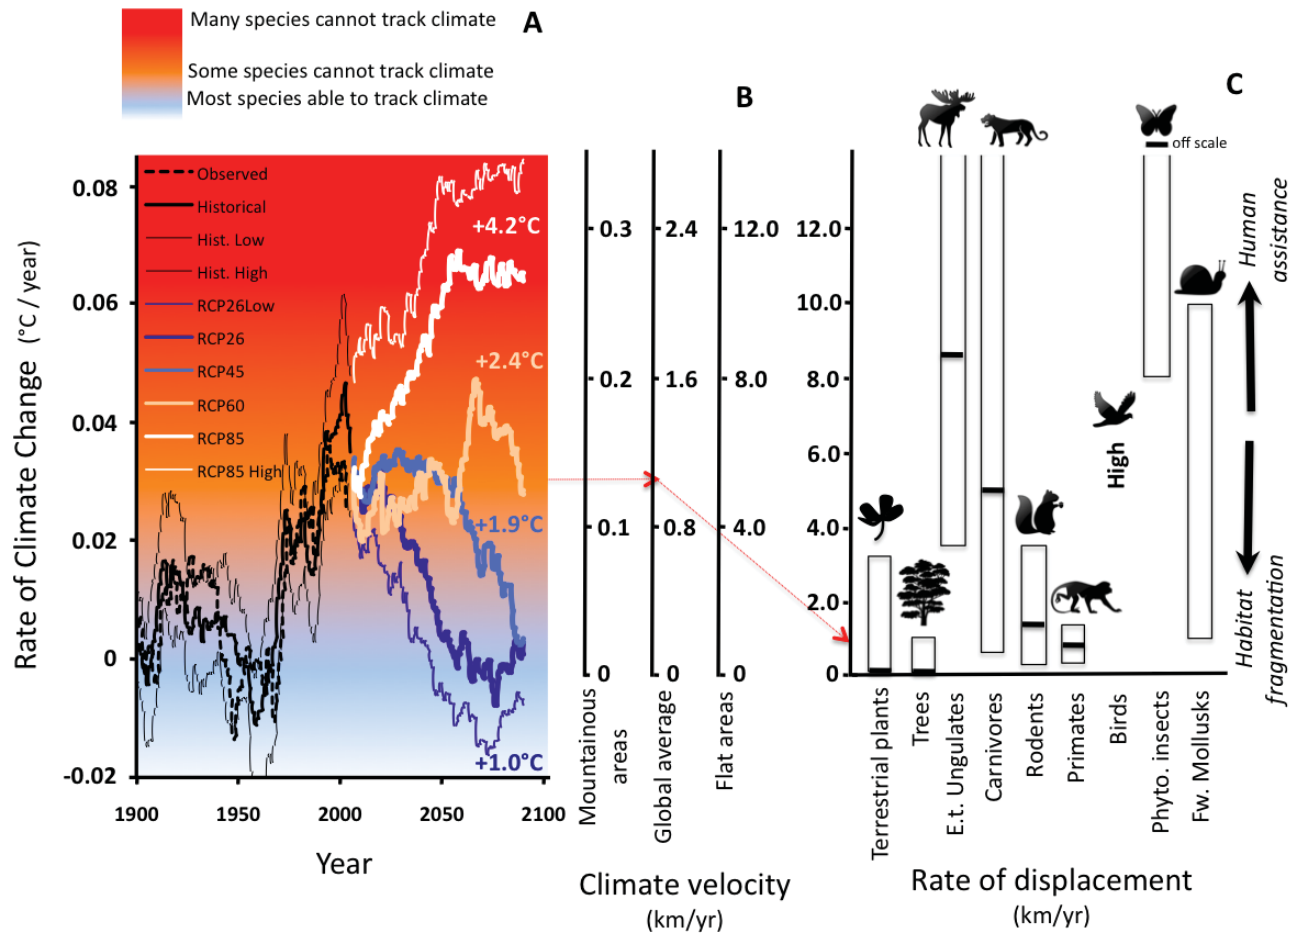 Many species cannot track climate
Some species cannot track climate
Most species able to track climate
A
Rate of Climate Change (°C / year)
0.08
0.06
0.04
0.02
0
-0.02
Observed
Historical
Hist. Low
Hist. High
RCP26Low
RCP26
RCP45
RCP60
RCP85
RCP85 High
+4.2°C
+2.4°C
+1.9°C
+1.0°C
1900
1950
2000
2050
2100
Year
B
0.3
0.2
0.1
0
2.4
1.6
0.8
0
12.0
8.0
4.0
0
Mountainous
areas
Global average
Flat areas
Climate velocity
(km/yr)
C
off scale
12.0
10.0
8.0
6.0
4.0
2.0
0
High
Terrestrial plants
Trees
E.t. Ungulates
Carnivores
Rodents
Primates
Birds
Phyto. insects
Fw. Mollusks
Rate of displacement
(km/yr)
Human
assistance
Habitat
fragmentation